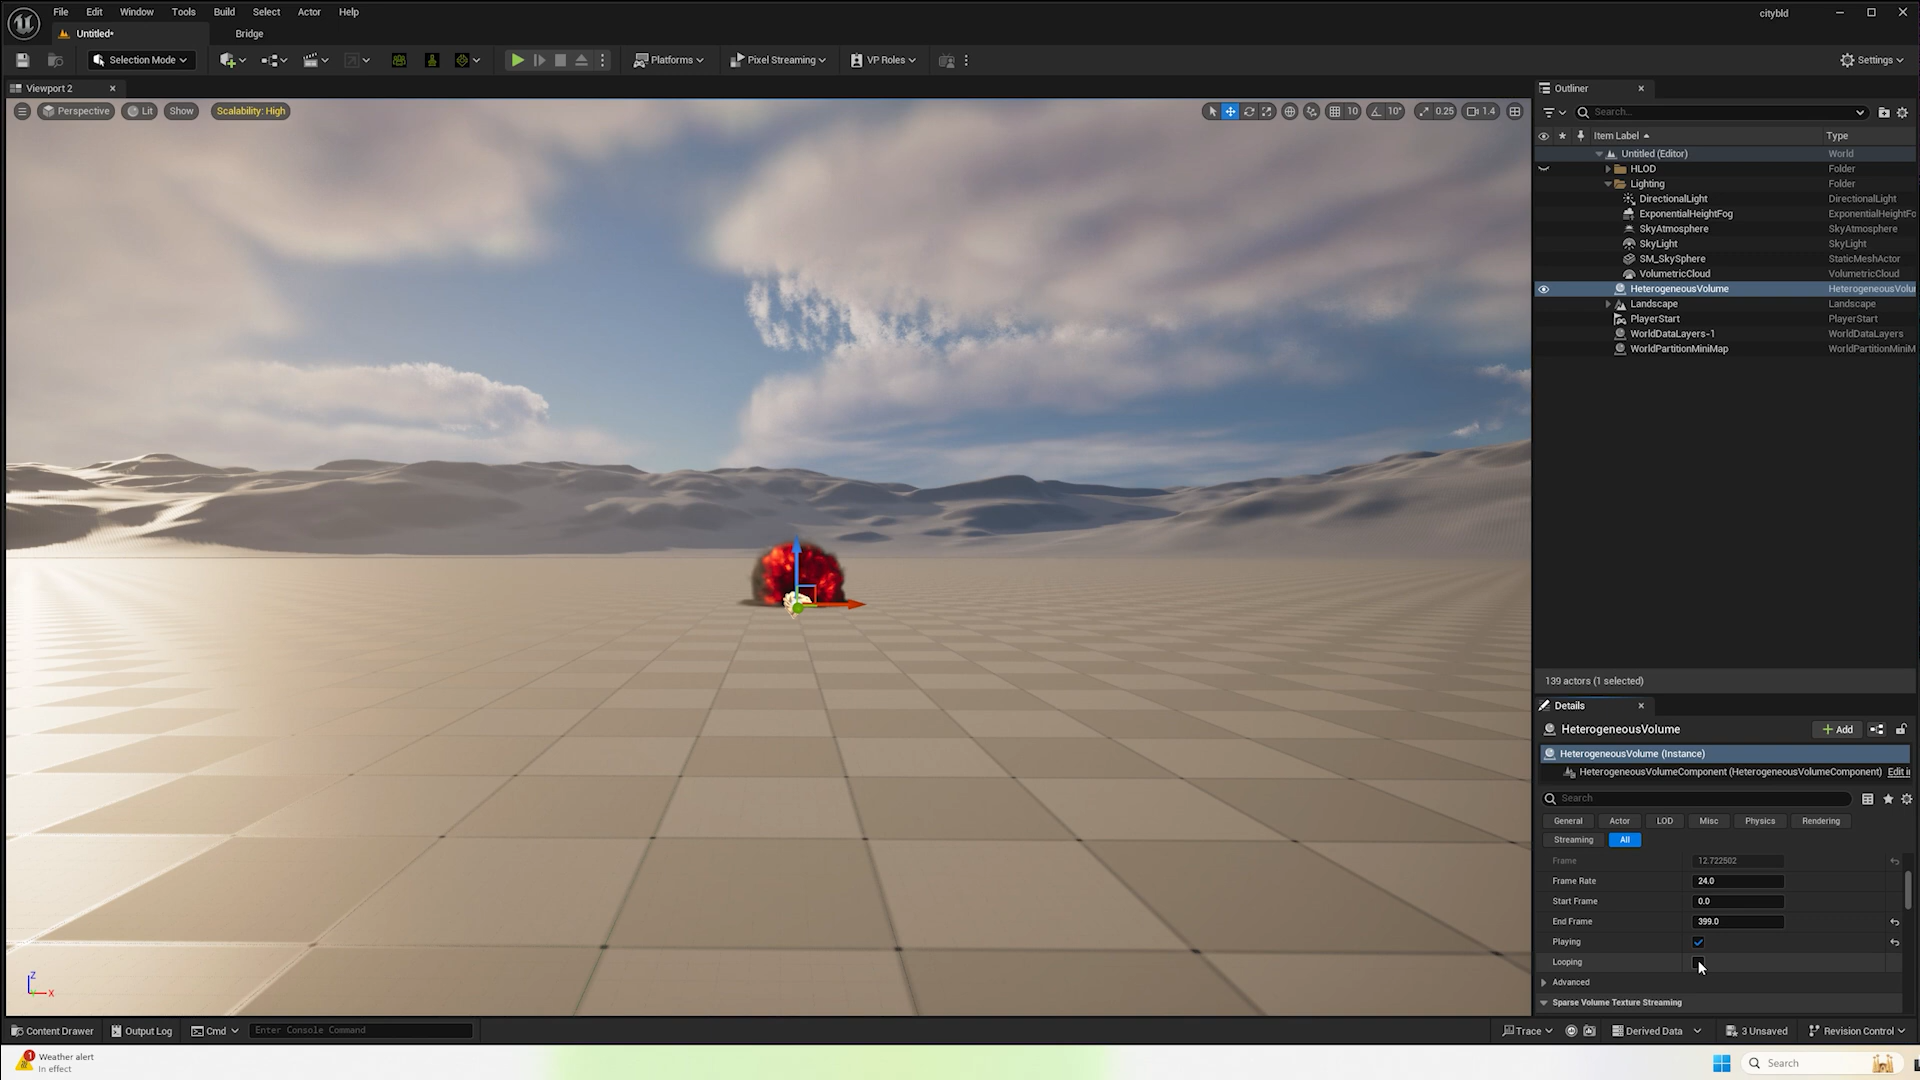 File Edit Window Tools Build Select Actor Help
citybld
Untitled*
Bridge
Selection Mode
Platforms
Pixel Streaming
VP Roles
Settings
Viewport 2
Perspective
Lit
Show
Scalability: High
10
10°
0.25
1.4
Outliner
Search...
Item Label
Type
Untitled (Editor) World
HLOD Folder
Lighting Folder
DirectionalLight DirectionalLight
ExponentialHeightFog ExponentialHeightFo
SkyAtmosphere SkyAtmosphere
SkyLight SkyLight
SM_SkySphere StaticMeshActor
VolumetricCloud VolumetricCloud
HeterogeneousVolume HeterogeneousVolu
Landscape Landscape
PlayerStart PlayerStart
WorldDataLayers-1 WorldDataLayers
WorldPartitionMiniMap WorldPartitionMiniM
139 actors (1 selected)
Details
HeterogeneousVolume
Add
HeterogeneousVolume (Instance)
HeterogeneousVolumeComponent (HeterogeneousVolumeComponent) Edit i
Search
General Actor LOD Misc Physics Rendering
Streaming All
Frame 12.722502
Frame Rate 24.0
Start Frame 0.0
End Frame 399.0
Playing
Looping
Advanced
Sparse Volume Texture Streaming
Z
X
Content Drawer
Output Log
Cmd
Enter Console Command
Trace
Derived Data
3 Unsaved
Revision Control
1
Weather alert
In effect
Search